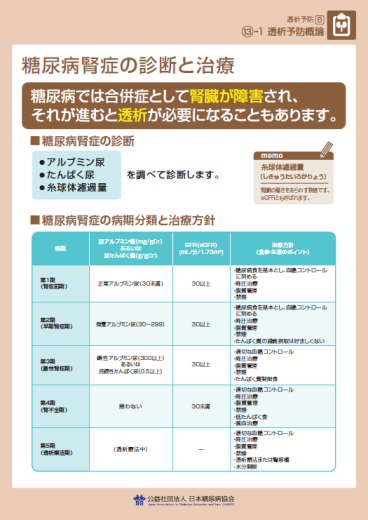 透析予防 B
⑬-1 透析予防概論
糖尿病腎症の診断と治療
糖尿病では合併症として腎臓が障害され、
それが進むと透析が必要になることもあります。
■糖尿病腎症の診断
●アルブミン尿
●たんぱく尿
●糸球体濾過量
を調べて診断します。
memo
糸球体濾過量
(しきゅうたいろかりょう)
腎臓の働きをあらわす数値です。
eGFRとも呼ばれます。
■糖尿病腎症の病期分類と治療方針
病期
尿アルブミン値(mg/gCr)
あるいは
尿たんぱく値(g/gCr)
GFR(eGFR)
(mL/分/1.73m²)
治療方針
(食事・生活のポイント)
第1期
(腎症前期)
正常アルブミン尿(30未満)
30以上
・糖尿病食を基本とし、血糖コントロール
に努める
・降圧治療
・脂質管理
・禁煙
第2期
(早期腎症期)
微量アルブミン尿(30~299)
30以上
・糖尿病食を基本とし、血糖コントロール
に努める
・降圧治療
・脂質管理
・禁煙
・たんぱく質の過剰摂取は好ましくない
第3期
(顕性腎症期)
顕性アルブミン尿(300以上)
あるいは
持続性たんぱく尿(0.5以上)
30以上
・適切な血糖コントロール
・降圧治療
・脂質管理
・禁煙
・たんぱく質制限食
第4期
(腎不全期)
問わない
30未満
・適切な血糖コントロール
・降圧治療
・脂質管理
・禁煙
・低たんぱく食
・貧血治療
第5期
(透析療法期)
(透析療法中)
―
・適切な血糖コントロール
・降圧治療
・脂質管理
・禁煙
・透析療法または腎移植
・水分制限
公益社団法人 日本糖尿病協会